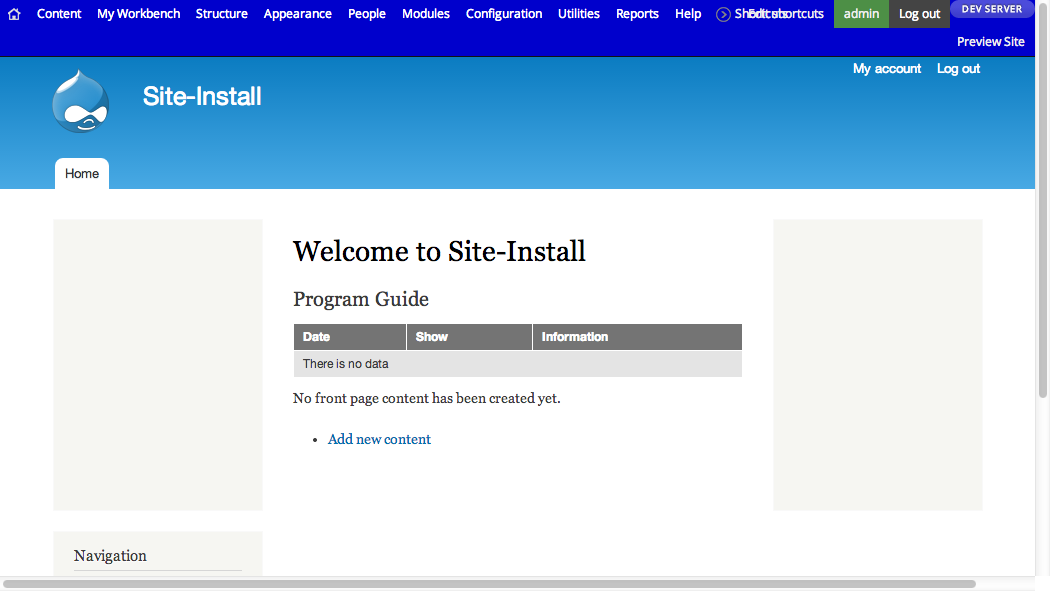 Content My Workbench Structure Appearance People Modules Configuration Utilities Reports Help Shortcuts Edit shortcuts admin Log out DEV SERVER
Preview Site
My account Log out
Site-Install
Home
Welcome to Site-Install
Program Guide
Date Show Information
There is no data
No front page content has been created yet.
• Add new content
Navigation